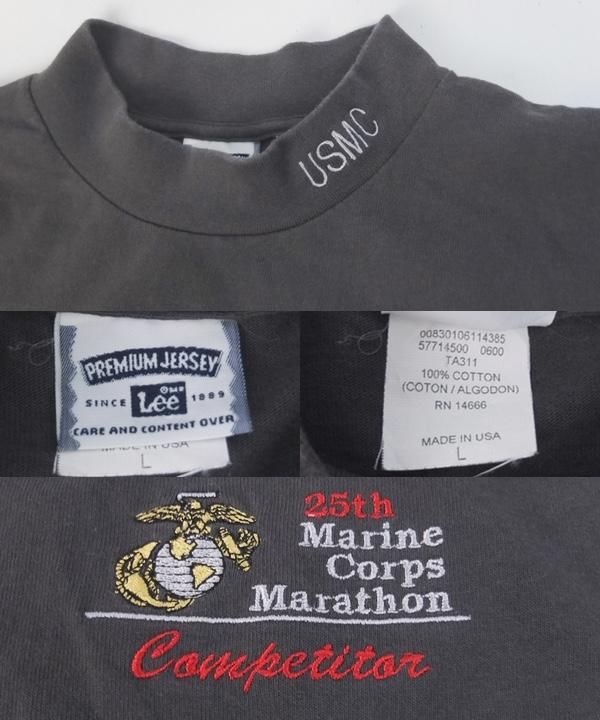 USMC
PREMIUM JERSEY
SINCE Lee 1889
CARE AND CONTENT OVER
MADE IN USA
L
00830106114385
57714500 0600
TA311
100% COTTON
(COTON / ALGODON)
RN 14666
MADE IN USA
L
25th
Marine
Corps
Marathon
Competitor